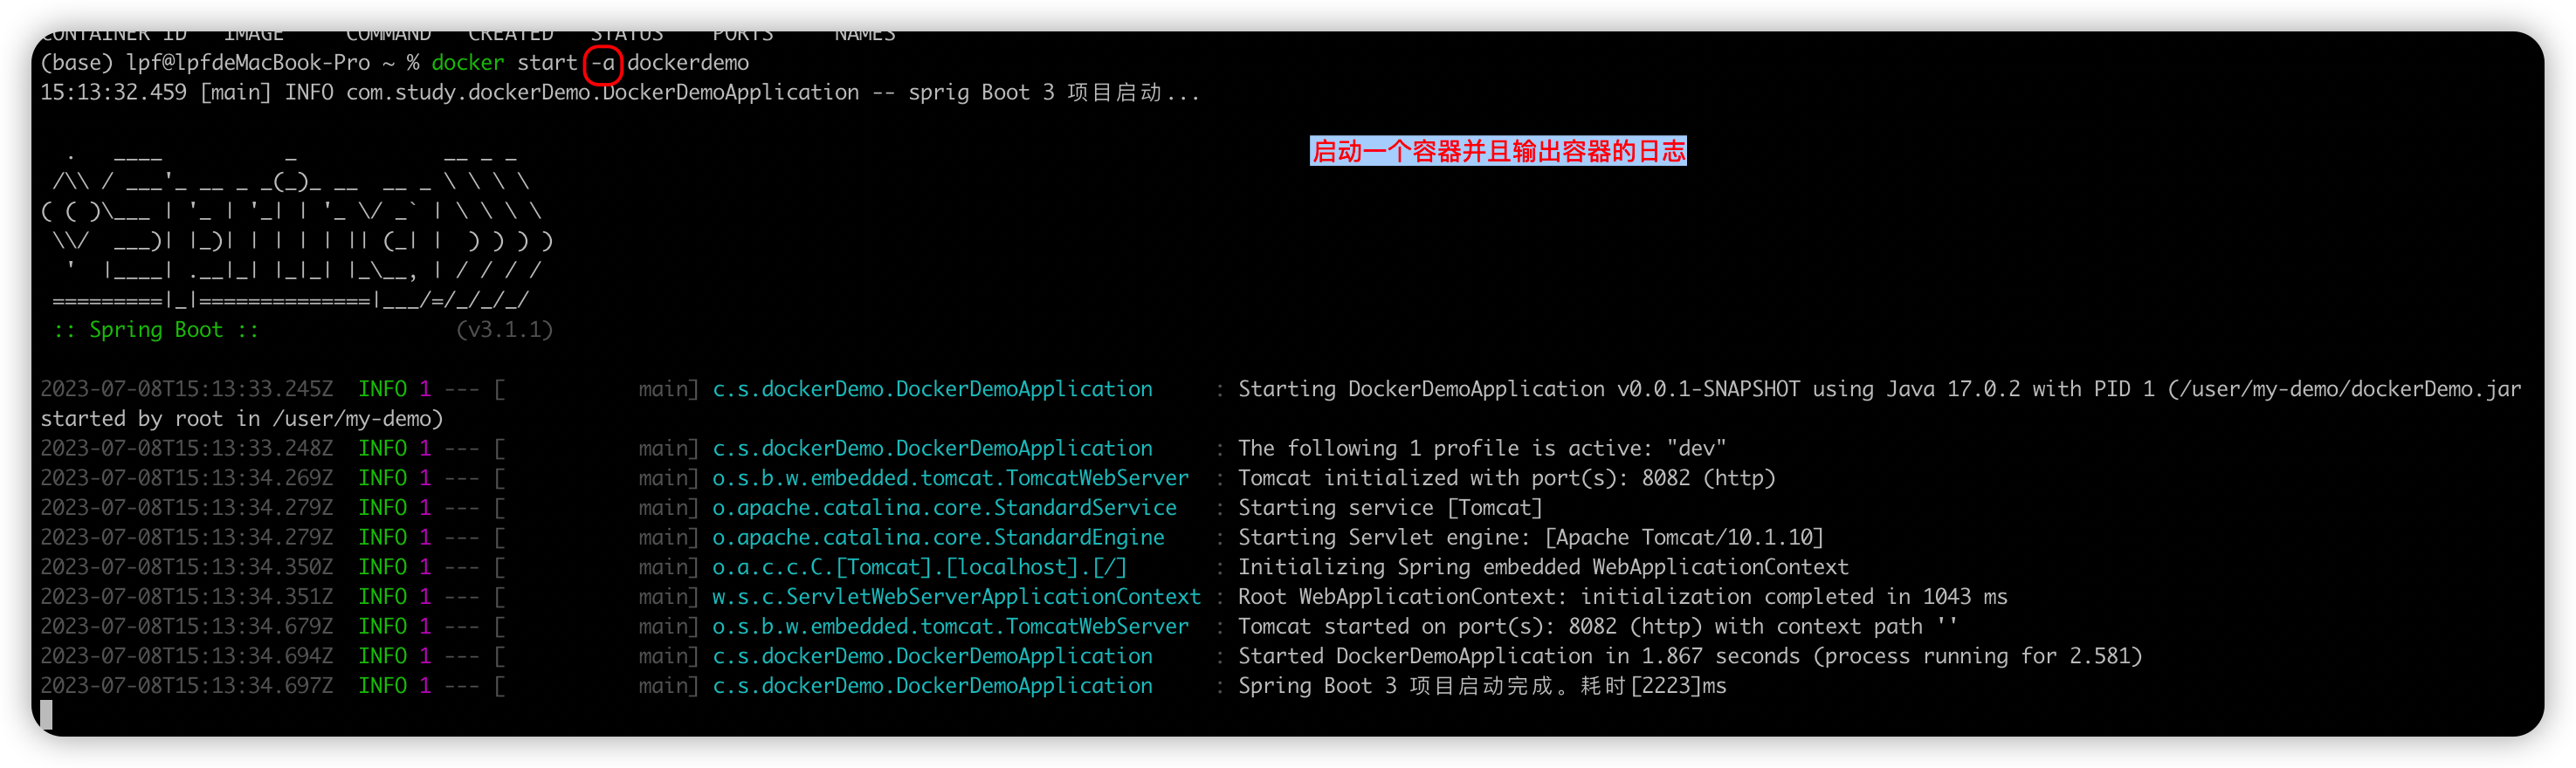 CONTAINER ID   IMAGE     COMMAND   CREATED   STATUS    PORTS     NAMES
(base) lpf@lpfdeMacBook-Pro ~ % docker start -a dockerdemo
15:13:32.459 [main] INFO com.study.dockerDemo.DockerDemoApplication -- sprig Boot 3 项目启动...
启动一个容器并且输出容器的日志
  .   ____          _            __ _ _
 /\\ / ___'_ __ _ _(_)_ __  __ _ \ \ \ \
( ( )\___ | '_ | '_| | '_ \/ _` | \ \ \ \
 \\/  ___)| |_)| | | | | || (_| |  ) ) ) )
  '  |____| .__|_| |_|_| |_\__, | / / / /
 =========|_|==============|___/=/_/_/_/
 :: Spring Boot ::                (v3.1.1)
2023-07-08T15:13:33.245Z  INFO 1 --- [           main] c.s.dockerDemo.DockerDemoApplication     : Starting DockerDemoApplication v0.0.1-SNAPSHOT using Java 17.0.2 with PID 1 (/user/my-demo/dockerDemo.jar
started by root in /user/my-demo)
2023-07-08T15:13:33.248Z  INFO 1 --- [           main] c.s.dockerDemo.DockerDemoApplication     : The following 1 profile is active: "dev"
2023-07-08T15:13:34.269Z  INFO 1 --- [           main] o.s.b.w.embedded.tomcat.TomcatWebServer  : Tomcat initialized with port(s): 8082 (http)
2023-07-08T15:13:34.279Z  INFO 1 --- [           main] o.apache.catalina.core.StandardService   : Starting service [Tomcat]
2023-07-08T15:13:34.279Z  INFO 1 --- [           main] o.apache.catalina.core.StandardEngine    : Starting Servlet engine: [Apache Tomcat/10.1.10]
2023-07-08T15:13:34.350Z  INFO 1 --- [           main] o.a.c.c.C.[Tomcat].[localhost].[/]       : Initializing Spring embedded WebApplicationContext
2023-07-08T15:13:34.351Z  INFO 1 --- [           main] w.s.c.ServletWebServerApplicationContext : Root WebApplicationContext: initialization completed in 1043 ms
2023-07-08T15:13:34.679Z  INFO 1 --- [           main] o.s.b.w.embedded.tomcat.TomcatWebServer  : Tomcat started on port(s): 8082 (http) with context path ''
2023-07-08T15:13:34.694Z  INFO 1 --- [           main] c.s.dockerDemo.DockerDemoApplication     : Started DockerDemoApplication in 1.867 seconds (process running for 2.581)
2023-07-08T15:13:34.697Z  INFO 1 --- [           main] c.s.dockerDemo.DockerDemoApplication     : Spring Boot 3 项目启动完成。耗时[2223]ms